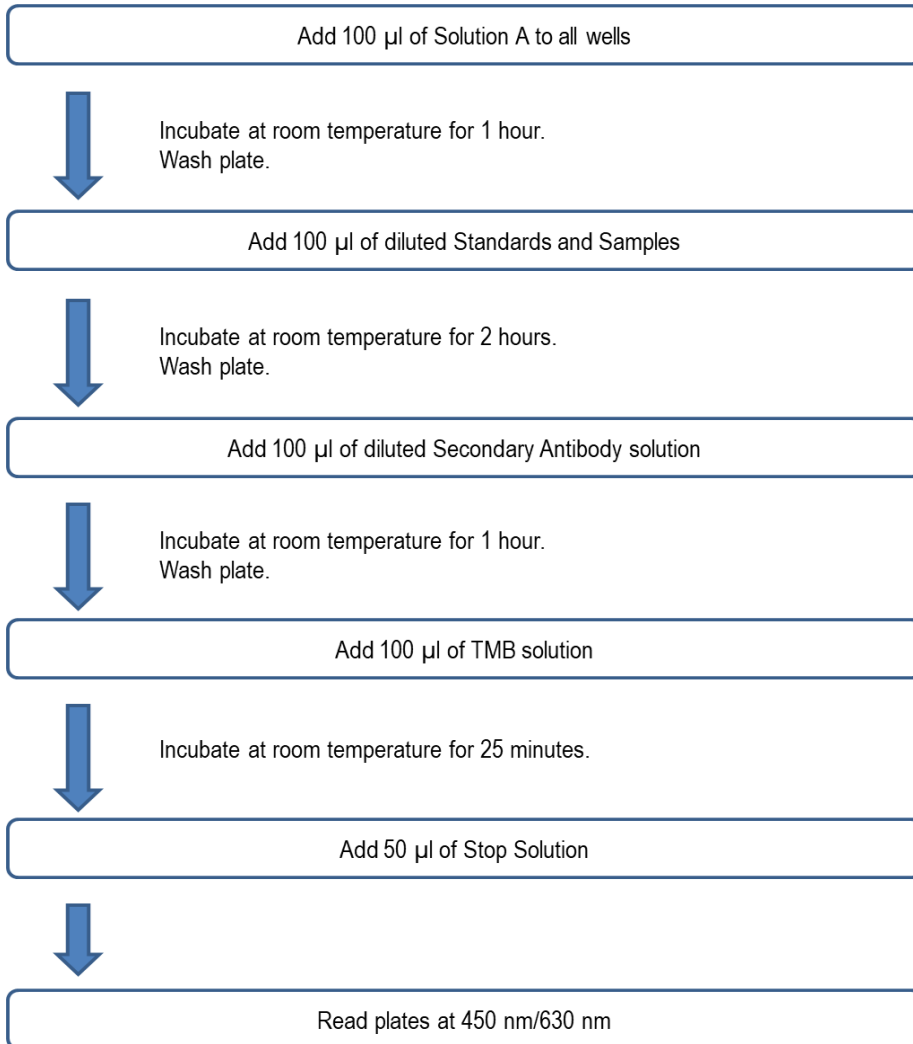 Add 100 µl of Solution A to all wells
Incubate at room temperature for 1 hour.
Wash plate.
Add 100 µl of diluted Standards and Samples
Incubate at room temperature for 2 hours.
Wash plate.
Add 100 µl of diluted Secondary Antibody solution
Incubate at room temperature for 1 hour.
Wash plate.
Add 100 µl of TMB solution
Incubate at room temperature for 25 minutes.
Add 50 µl of Stop Solution
Read plates at 450 nm/630 nm